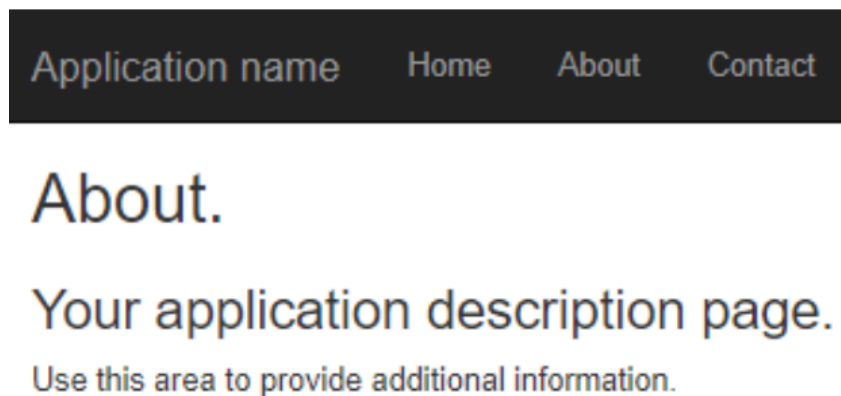 Application name Home About Contact
About.
Your application description page.
Use this area to provide additional information.